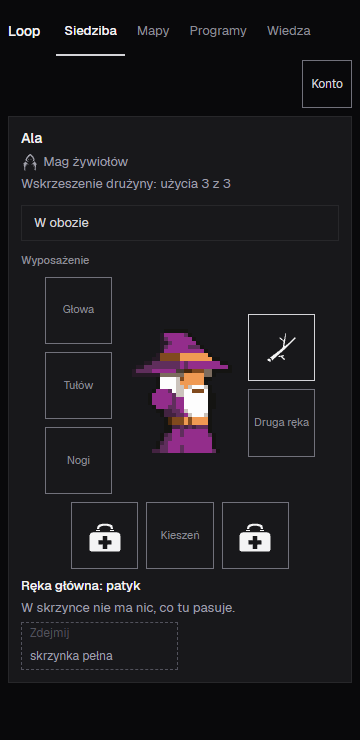 Loop
Siedziba
Mapy
Programy
Wiedza
Konto
Ala
Mag żywiołów
Wskrzeszenie drużyny: użycia 3 z 3
W obozie
Wyposażenie
Głowa
Tułów
Druga ręka
Nogi
Kieszeń
Ręka główna: patyk
W skrzynce nie ma nic, co tu pasuje.
Zdejmij
skrzynka pełna